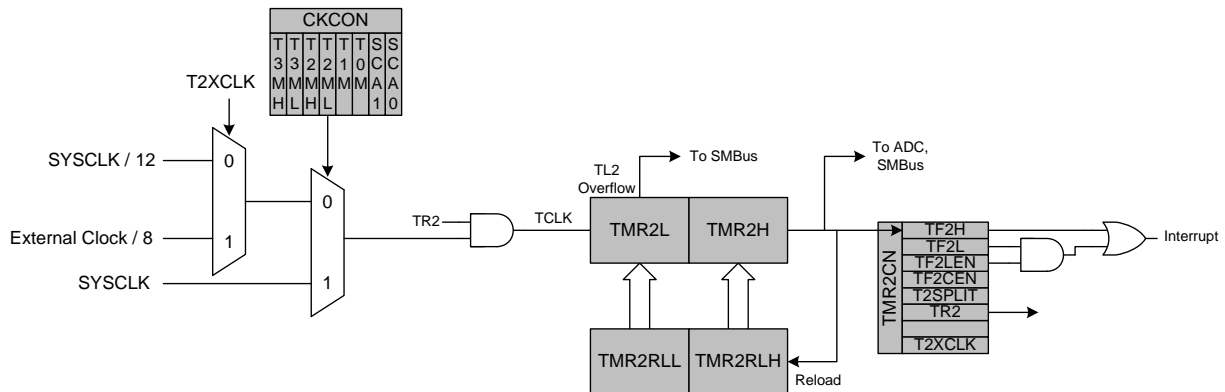 CKCON
T3MH T3ML T2MH T2ML T1M T0M SCA1 SCA0
T2XCLK
SYSCLK / 12
0
1
External Clock / 8
SYSCLK
0
1
TR2
TCLK
TL2
Overflow
To SMBus
To ADC,
SMBus
TMR2L
TMR2H
TMR2RLL
TMR2RLH
Reload
TMR2CN
TF2H
TF2L
TF2LEN
TF2CEN
T2SPLIT
TR2
T2XCLK
Interrupt